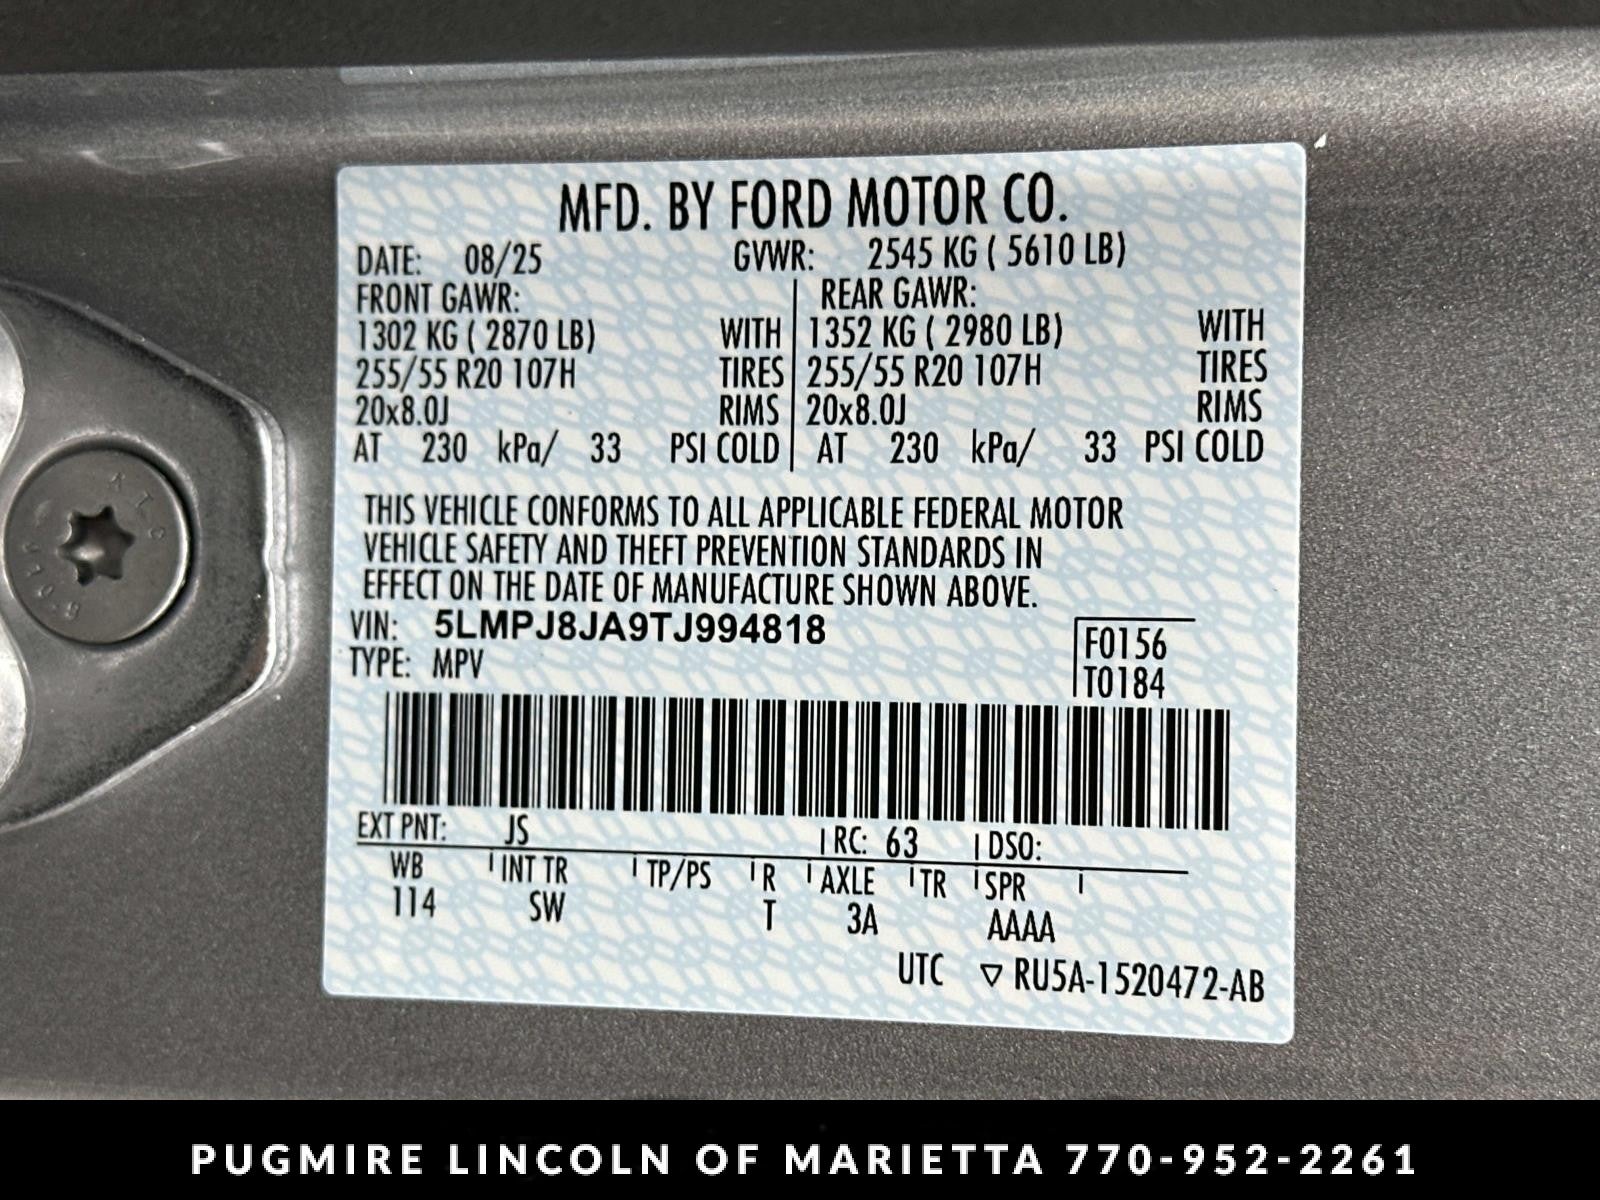 MFD. BY FORD MOTOR CO.
DATE: 08/25 GVWR: 2545 KG ( 5610 LB)
FRONT GAWR: REAR GAWR:
1302 KG ( 2870 LB) WITH 1352 KG ( 2980 LB) WITH
255/55 R20 107H TIRES 255/55 R20 107H TIRES
20x8.0J RIMS 20x8.0J RIMS
AT 230 kPa/ 33 PSI COLD AT 230 kPa/ 33 PSI COLD
THIS VEHICLE CONFORMS TO ALL APPLICABLE FEDERAL MOTOR
VEHICLE SAFETY AND THEFT PREVENTION STANDARDS IN
EFFECT ON THE DATE OF MANUFACTURE SHOWN ABOVE.
VIN: 5LMPJ8JA9TJ994818
F0156
TYPE: MPV
T0184
EXT PNT: JS RC: 63 DSO:
WB INT TR TP/PS R AXLE TR SPR
114 SW T 3A AAAA
UTC ▽ RU5A-1520472-AB
PUGMIRE LINCOLN OF MARIETTA 770-952-2261